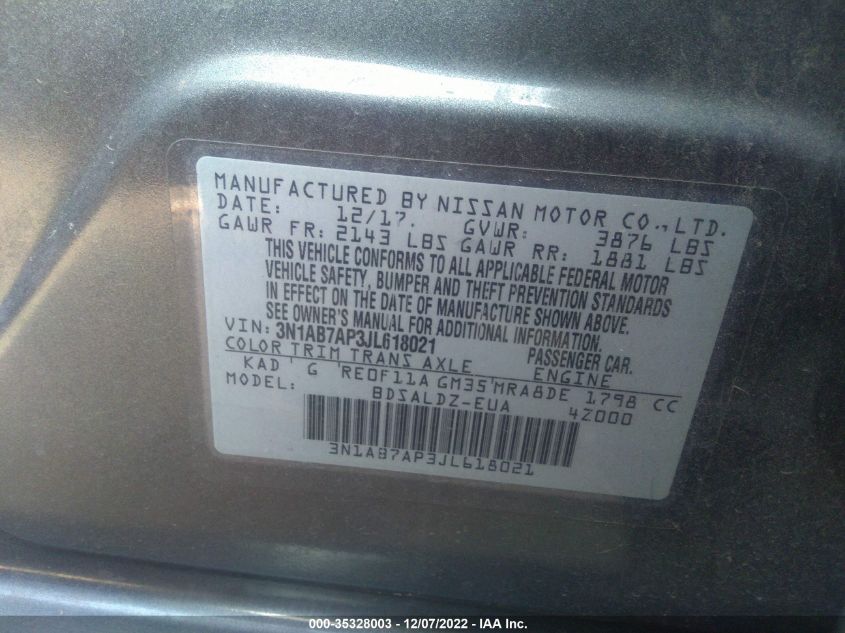 MANUFACTURED BY NISSAN MOTOR CO.,LTD.
DATE: 12/17. GVWR: 3876 LBS
GAWR FR: 2143 LBS GAWR RR: 1881 LBS
THIS VEHICLE CONFORMS TO ALL APPLICABLE FEDERAL MOTOR
VEHICLE SAFETY, BUMPER AND THEFT PREVENTION STANDARDS
IN EFFECT ON THE DATE OF MANUFACTURE SHOWN ABOVE.
SEE OWNER'S MANUAL FOR ADDITIONAL INFORMATION.
VIN: 3N1AB7AP3JL618021 PASSENGER CAR.
COLOR TRIM TRANS AXLE ENGINE
KAD G 'RE0F11A GM35'MRA8DE 1798 CC
MODEL: BDSALDZ-EUA 4Z000
3N1AB7AP3JL618021
000-35328003 - 12/07/2022 - IAA Inc.